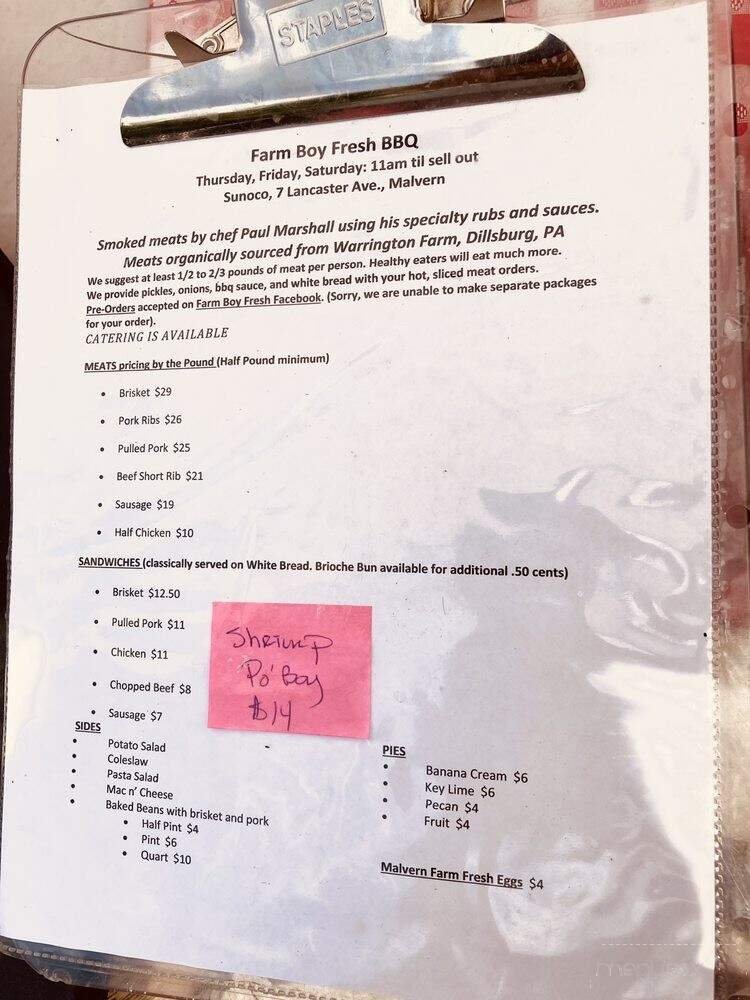 STAPLES
Farm Boy Fresh BBQ
Thursday, Friday, Saturday: 11am til sell out
Sunoco, 7 Lancaster Ave., Malvern
Smoked meats by chef Paul Marshall using his specialty rubs and sauces.
Meats organically sourced from Warrington Farm, Dillsburg, PA
We suggest at least 1/2 to 2/3 pounds of meat per person. Healthy eaters will eat much more.
We provide pickles, onions, bbq sauce, and white bread with your hot, sliced meat orders.
Pre-Orders accepted on Farm Boy Fresh Facebook. (Sorry, we are unable to make separate packages
for your order).
CATERING IS AVAILABLE
MEATS pricing by the Pound (Half Pound minimum)
• Brisket $29
• Pork Ribs $26
• Pulled Pork $25
• Beef Short Rib $21
• Sausage $19
• Half Chicken $10
SANDWICHES (classically served on White Bread. Brioche Bun available for additional .50 cents)
• Brisket $12.50
• Pulled Pork $11
• Chicken $11
• Chopped Beef $8
• Sausage $7
Shrimp
Po'Boy
$14
SIDES
• Potato Salad
• Coleslaw
• Pasta Salad
• Mac n' Cheese
• Baked Beans with brisket and pork
• Half Pint $4
• Pint $6
• Quart $10
PIES
• Banana Cream $6
• Key Lime $6
• Pecan $4
• Fruit $4
Malvern Farm Fresh Eggs $4